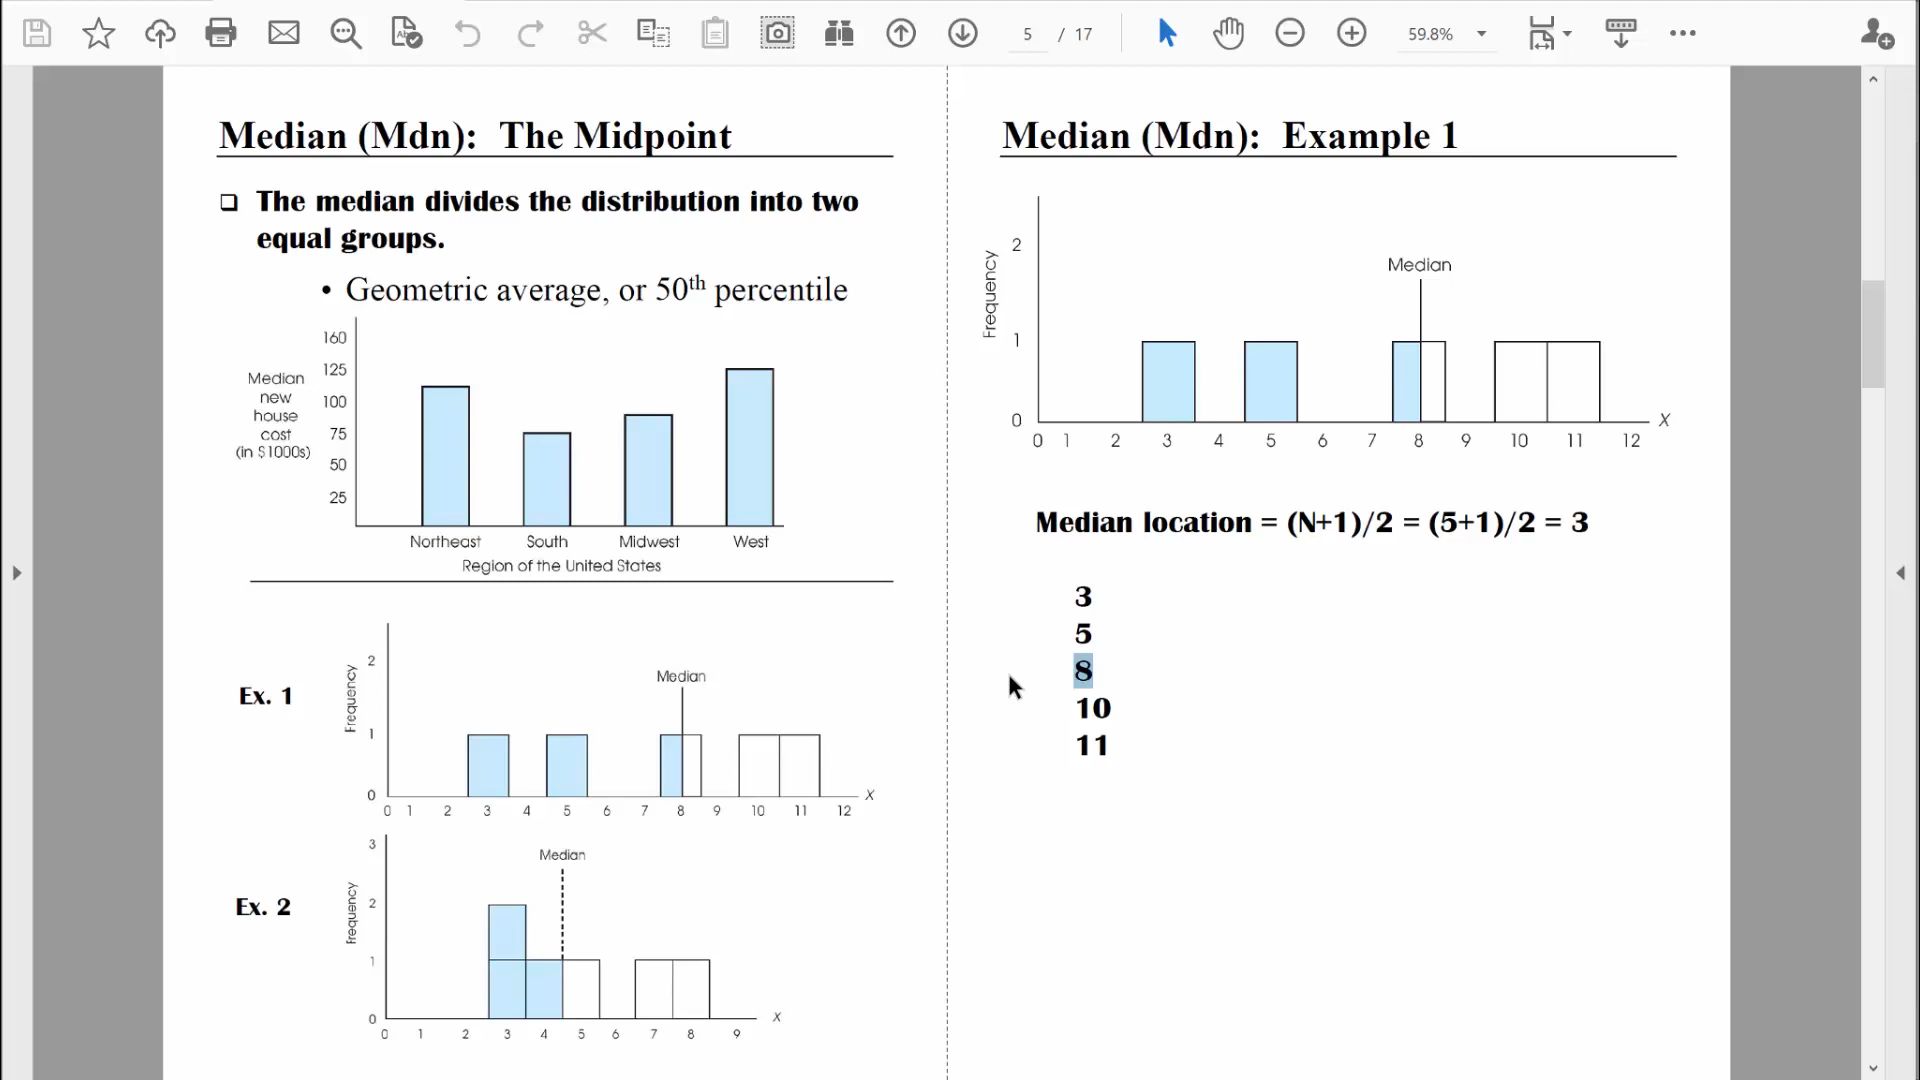 5 / 17
59.8%
Median (Mdn): The Midpoint
❑ The median divides the distribution into two
equal groups.
• Geometric average, or 50th percentile
Median
new
house
cost
(in $1000s)
160
125
100
75
50
25
Northeast South Midwest West
Region of the United States
Ex. 1
Frequency
2
1
0
Median
0 1 2 3 4 5 6 7 8 9 10 11 12
X
Ex. 2
Frequency
3
2
1
0
Median
0 1 2 3 4 5 6 7 8 9
X
Median (Mdn): Example 1
Frequency
2
1
0
Median
0 1 2 3 4 5 6 7 8 9 10 11 12
X
Median location = (N+1)/2 = (5+1)/2 = 3
3
5
8
10
11